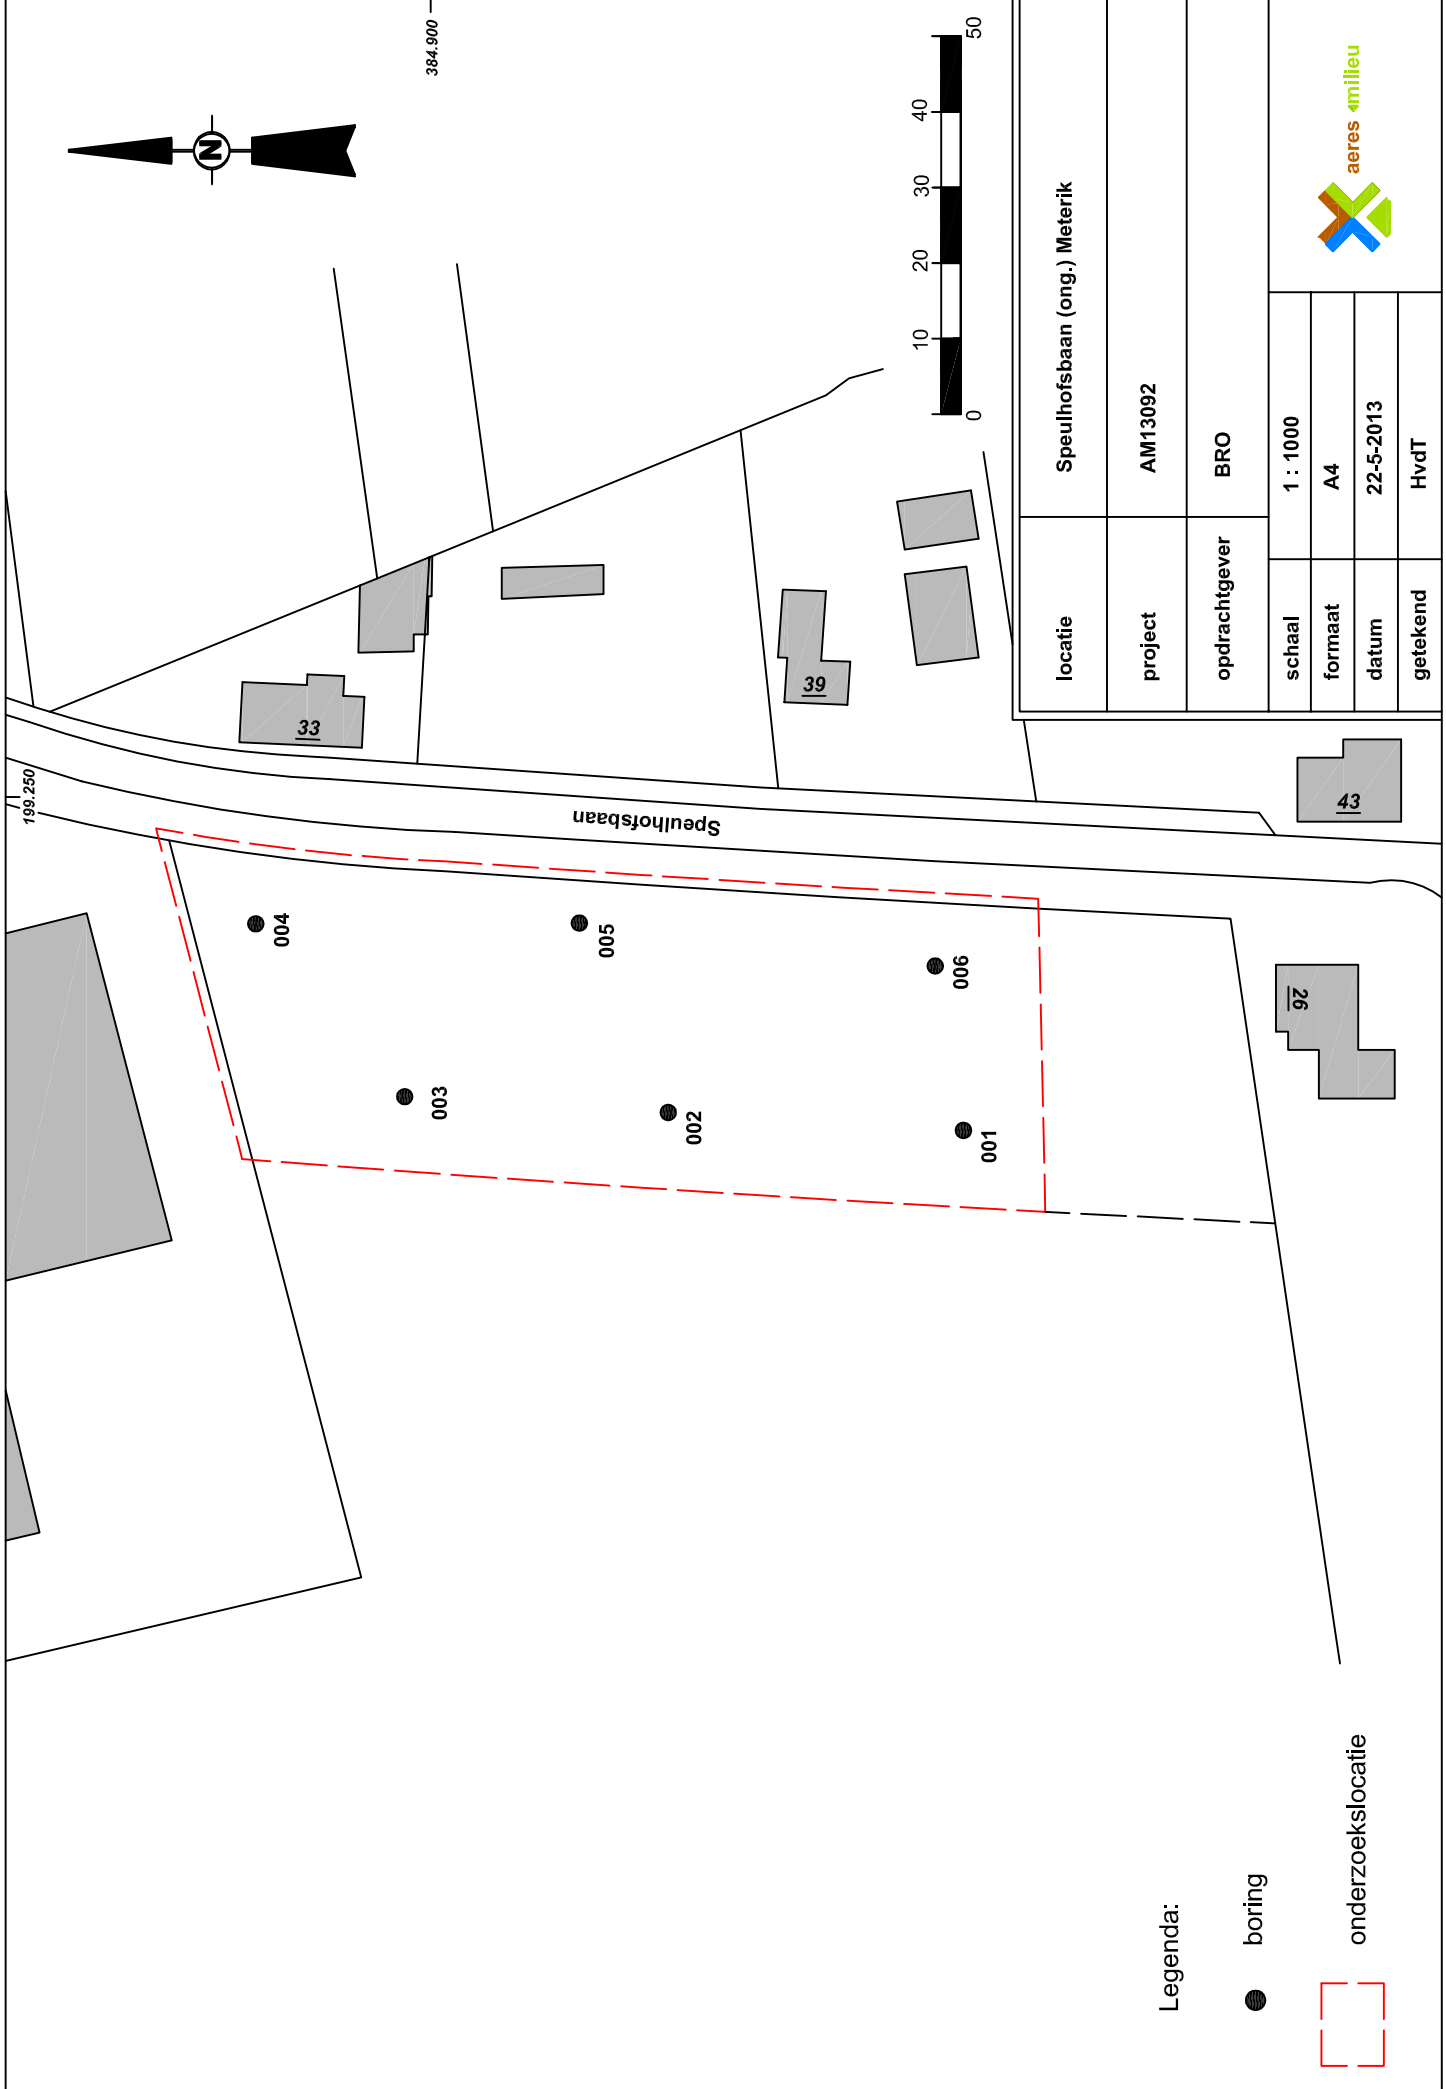 384.900
N
199.250
33
39
43
26
Speulhofsbaan
004
005
006
003
002
001
0 10 20 30 40 50
locatie Speulhofsbaan (ong.) Meterik
project AM13092
opdrachtgever BRO
schaal 1 : 1000
formaat A4
datum 22-5-2013
getekend HvdT
aeres milieu
Legenda:
boring
onderzoekslocatie